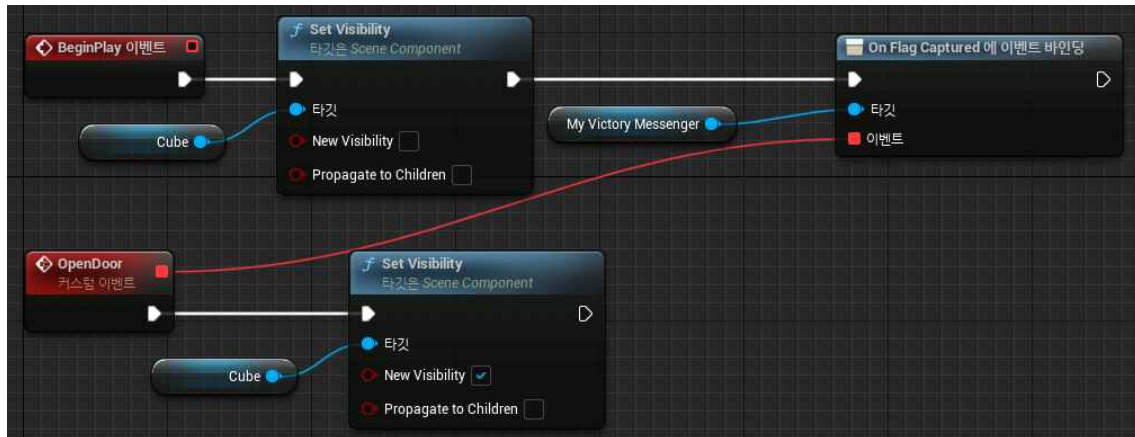 BeginPlay 이벤트
Set Visibility
타깃은 Scene Component
타깃
New Visibility
Propagate to Children
Cube
My Victory Messenger
On Flag Captured 에 이벤트 바인딩
타깃
이벤트
OpenDoor
커스텀 이벤트
Set Visibility
타깃은 Scene Component
타깃
New Visibility
Propagate to Children
Cube